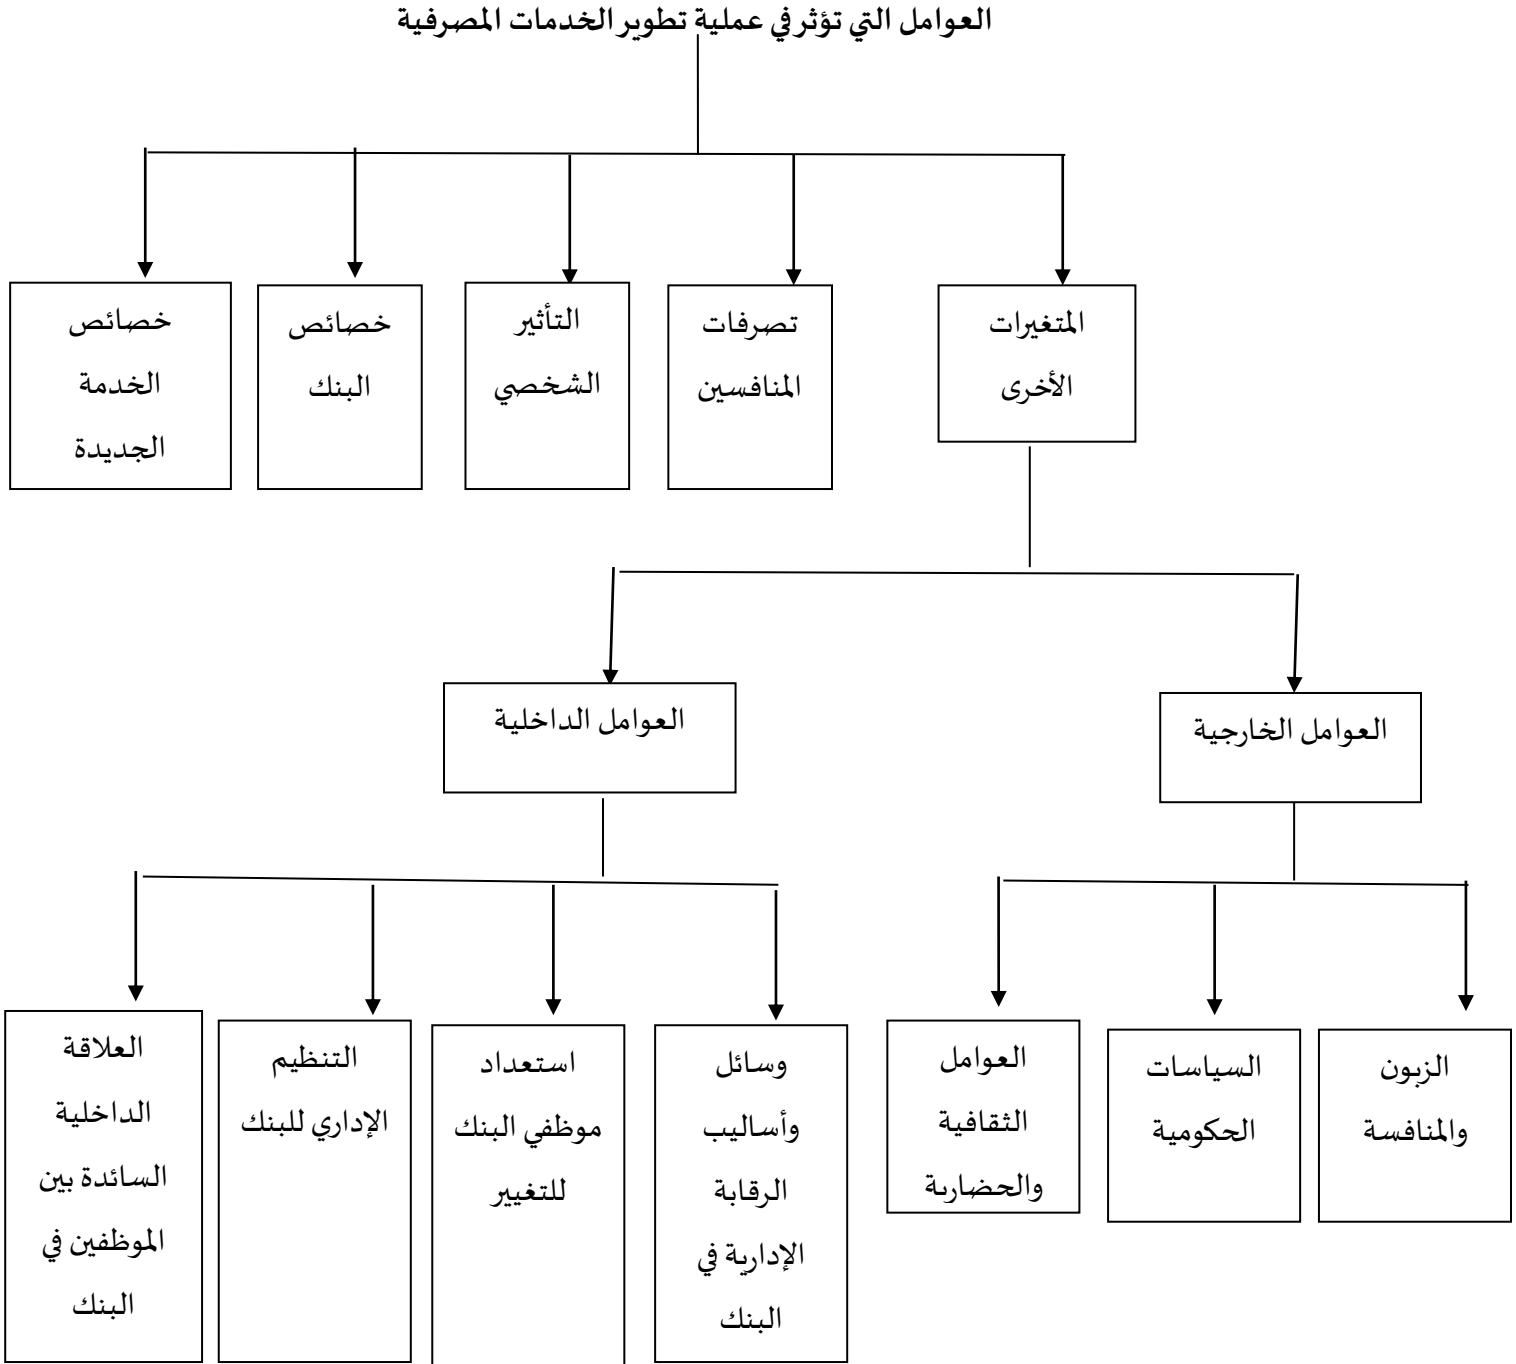 العوامل التي تؤثر في عملية تطوير الخدمات المصرفية
المتغيرات
الأخرى
تصرفات
المنافسين
التأثير
الشخصي
خصائص
البنك
خصائص
الخدمة
الجديدة
العوامل الخارجية
العوامل الداخلية
الزبون
والمنافسة
السياسات
الحكومية
العوامل
الثقافية
والحضارية
وسائل
وأساليب
الرقابة
الإدارية في
البنك
استعداد
موظفي البنك
للتغيير
التنظيم
الإداري للبنك
العلاقة
الداخلية
السائدة بين
الموظفين في
البنك